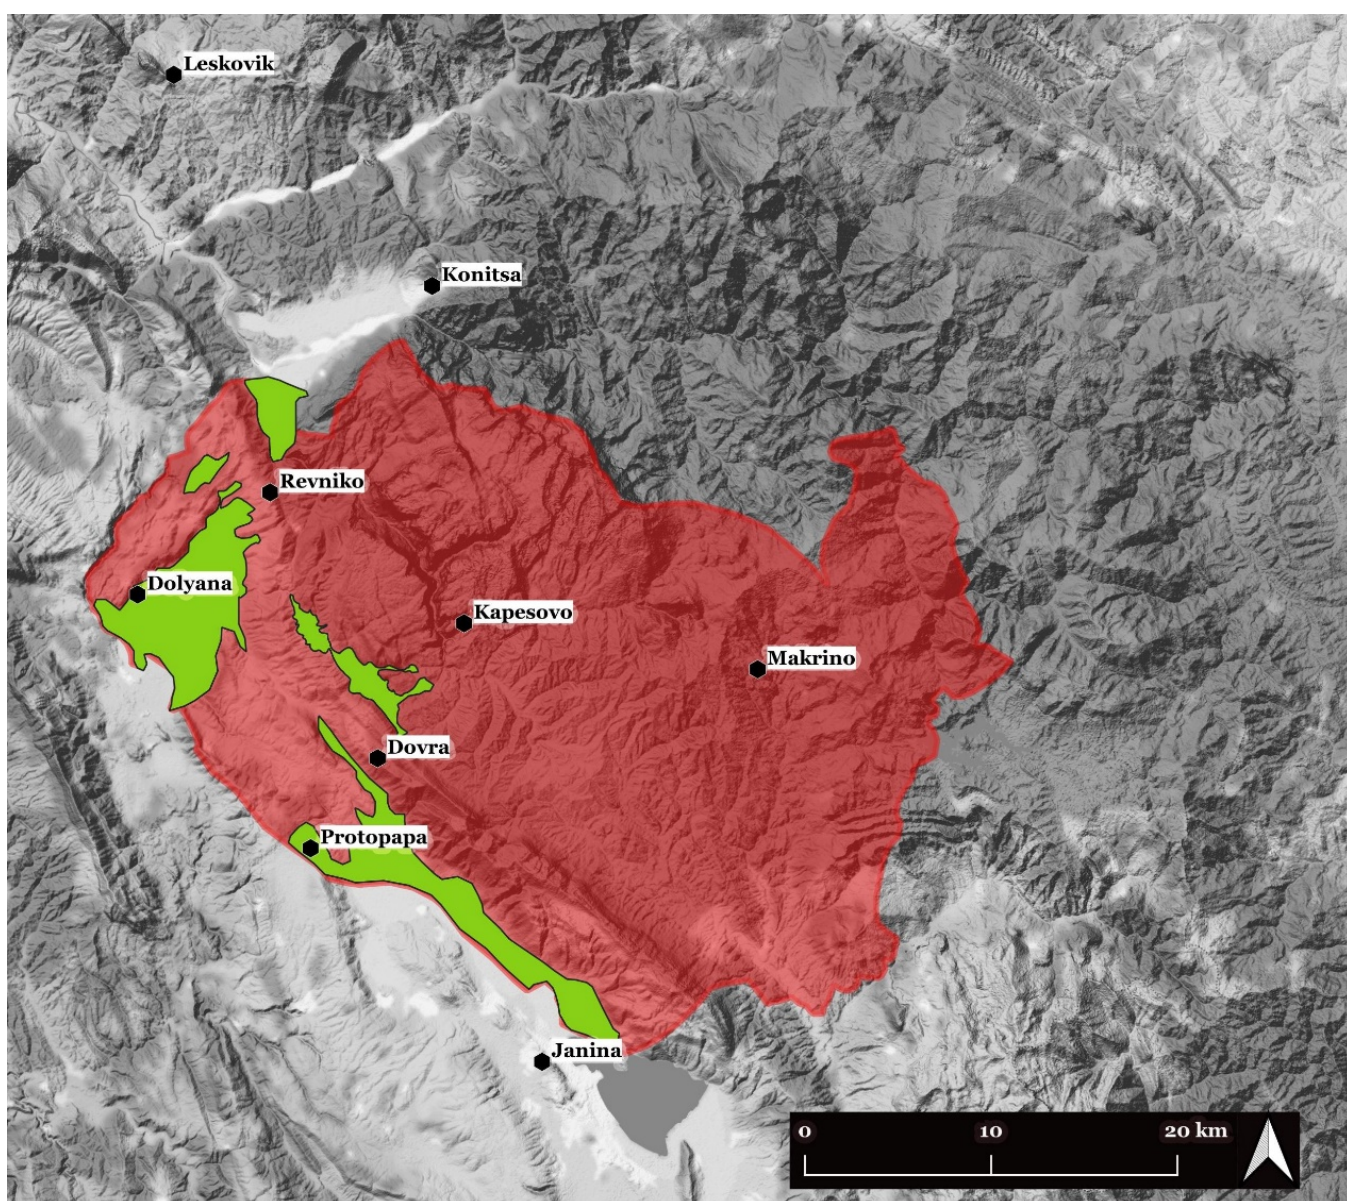 Leskovik
Konitsa
Revniko
Dolyana
Kapesovo
Makrino
Dovra
Protopapa
Janina
0 10 20 km